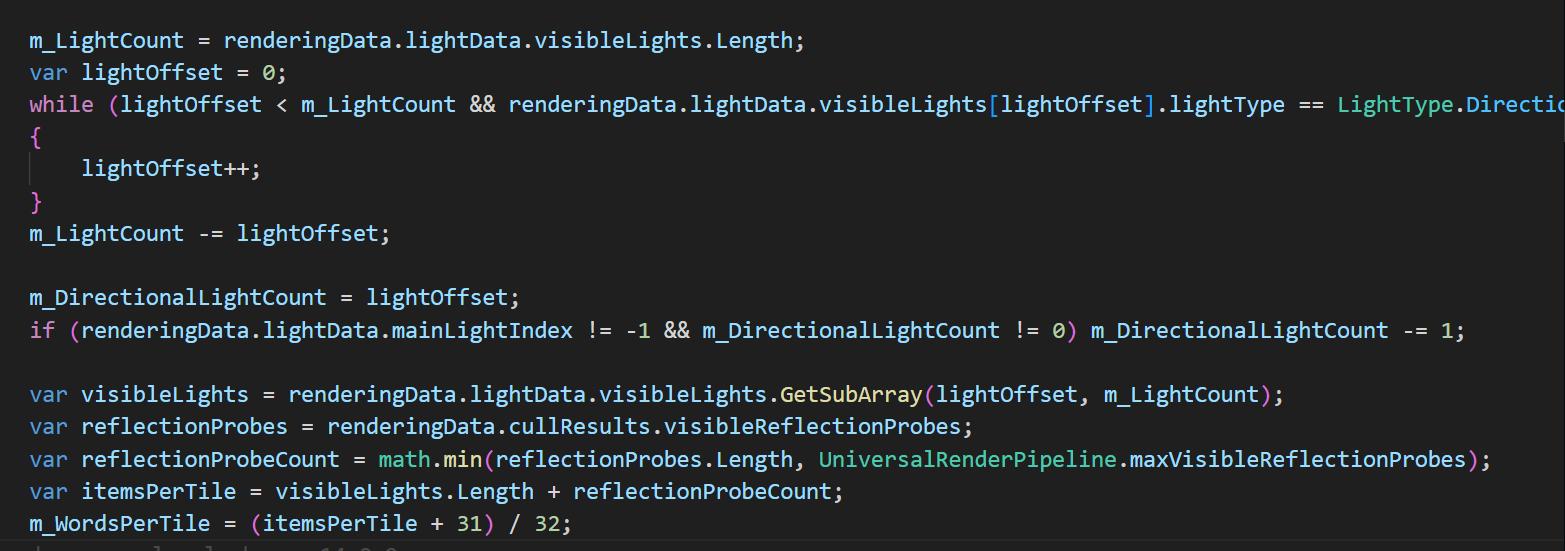 m_LightCount = renderingData.lightData.visibleLights.Length;
var lightOffset = 0;
while (lightOffset < m_LightCount && renderingData.lightData.visibleLights[lightOffset].lightType == LightType.Directio
{
    lightOffset++;
}
m_LightCount -= lightOffset;

m_DirectionalLightCount = lightOffset;
if (renderingData.lightData.mainLightIndex != -1 && m_DirectionalLightCount != 0) m_DirectionalLightCount -= 1;

var visibleLights = renderingData.lightData.visibleLights.GetSubArray(lightOffset, m_LightCount);
var reflectionProbes = renderingData.cullResults.visibleReflectionProbes;
var reflectionProbeCount = math.min(reflectionProbes.Length, UniversalRenderPipeline.maxVisibleReflectionProbes);
var itemsPerTile = visibleLights.Length + reflectionProbeCount;
m_WordsPerTile = (itemsPerTile + 31) / 32;